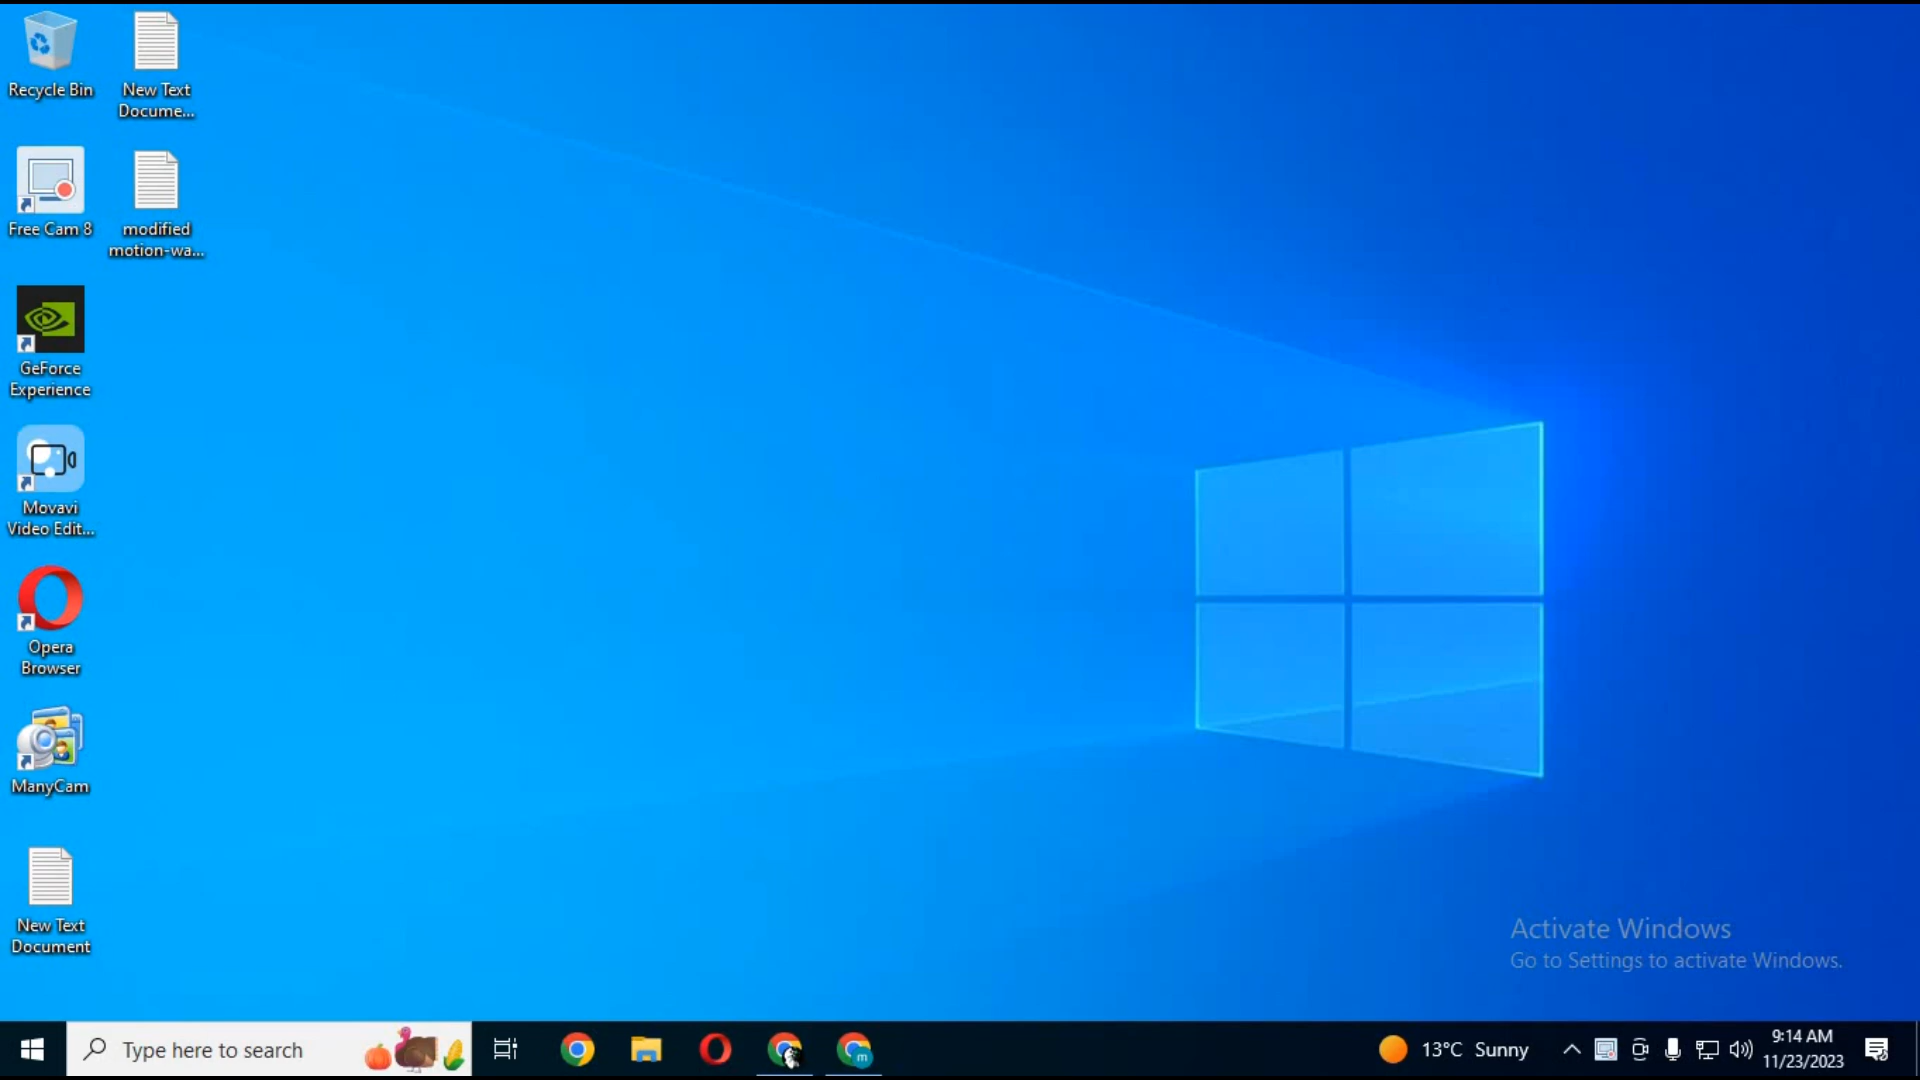 Recycle Bin
New Text
Docume...
Free Cam 8
modified
motion-wa...
GeForce
Experience
Movavi
Video Edit...
Opera
Browser
ManyCam
New Text
Document
Activate Windows
Go to Settings to activate Windows.
Type here to search
m
13°C Sunny
9:14 AM
11/23/2023